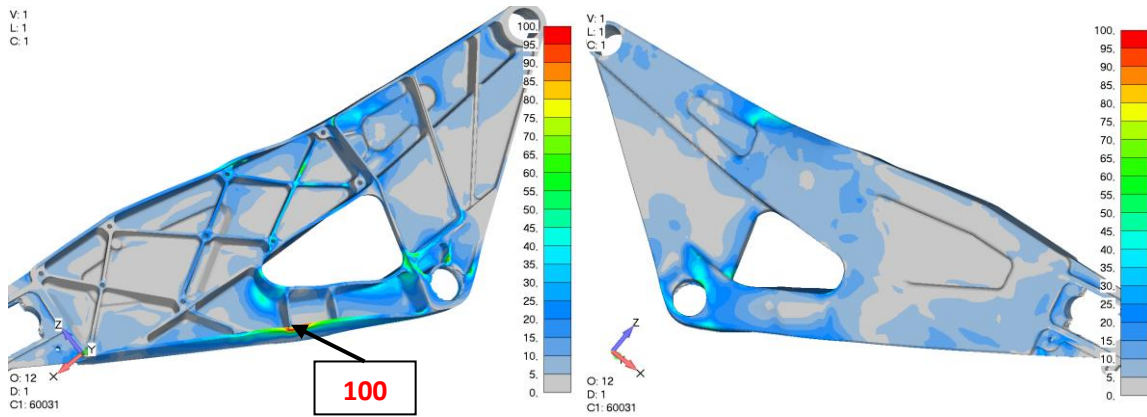 V: 1
L: 1
C: 1
100.
95.
90.
85.
80.
75.
70.
65.
60.
55.
50.
45.
40.
35.
30.
25.
20.
15.
10.
5.
0.
Z
Y
X
O: 12
D: 1
C1: 60031
100
V: 1
L: 1
C: 1
100.
95.
90.
85.
80.
75.
70.
65.
60.
55.
50.
45.
40.
35.
30.
25.
20.
15.
10.
5.
0.
Z
X
O: 12
D: 1
C1: 60031